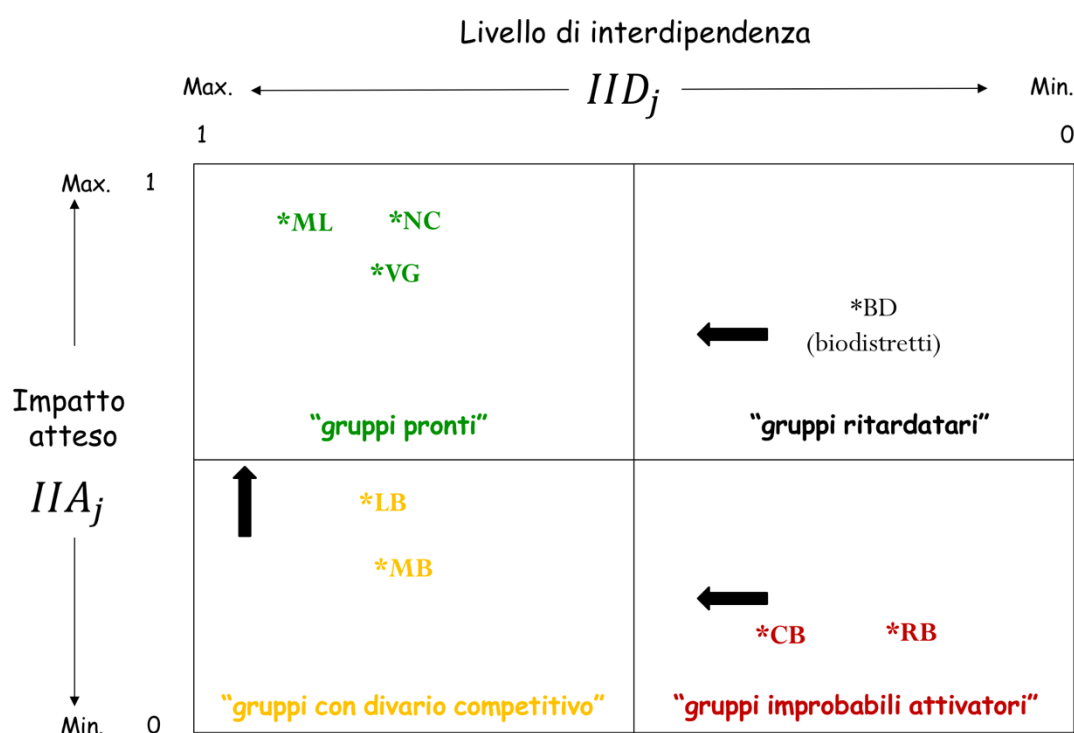 Livello di interdipendenza
Max. IID_j Min.
1 0
Max. 1
*ML *NC
*VG
*BD
(biodistretti)
Impatto
atteso
"gruppi pronti" "gruppi ritardatari"
IIA_j
*LB
*MB
*CB *RB
"gruppi con divario competitivo" "gruppi improbabili attivatori"
Min. 0